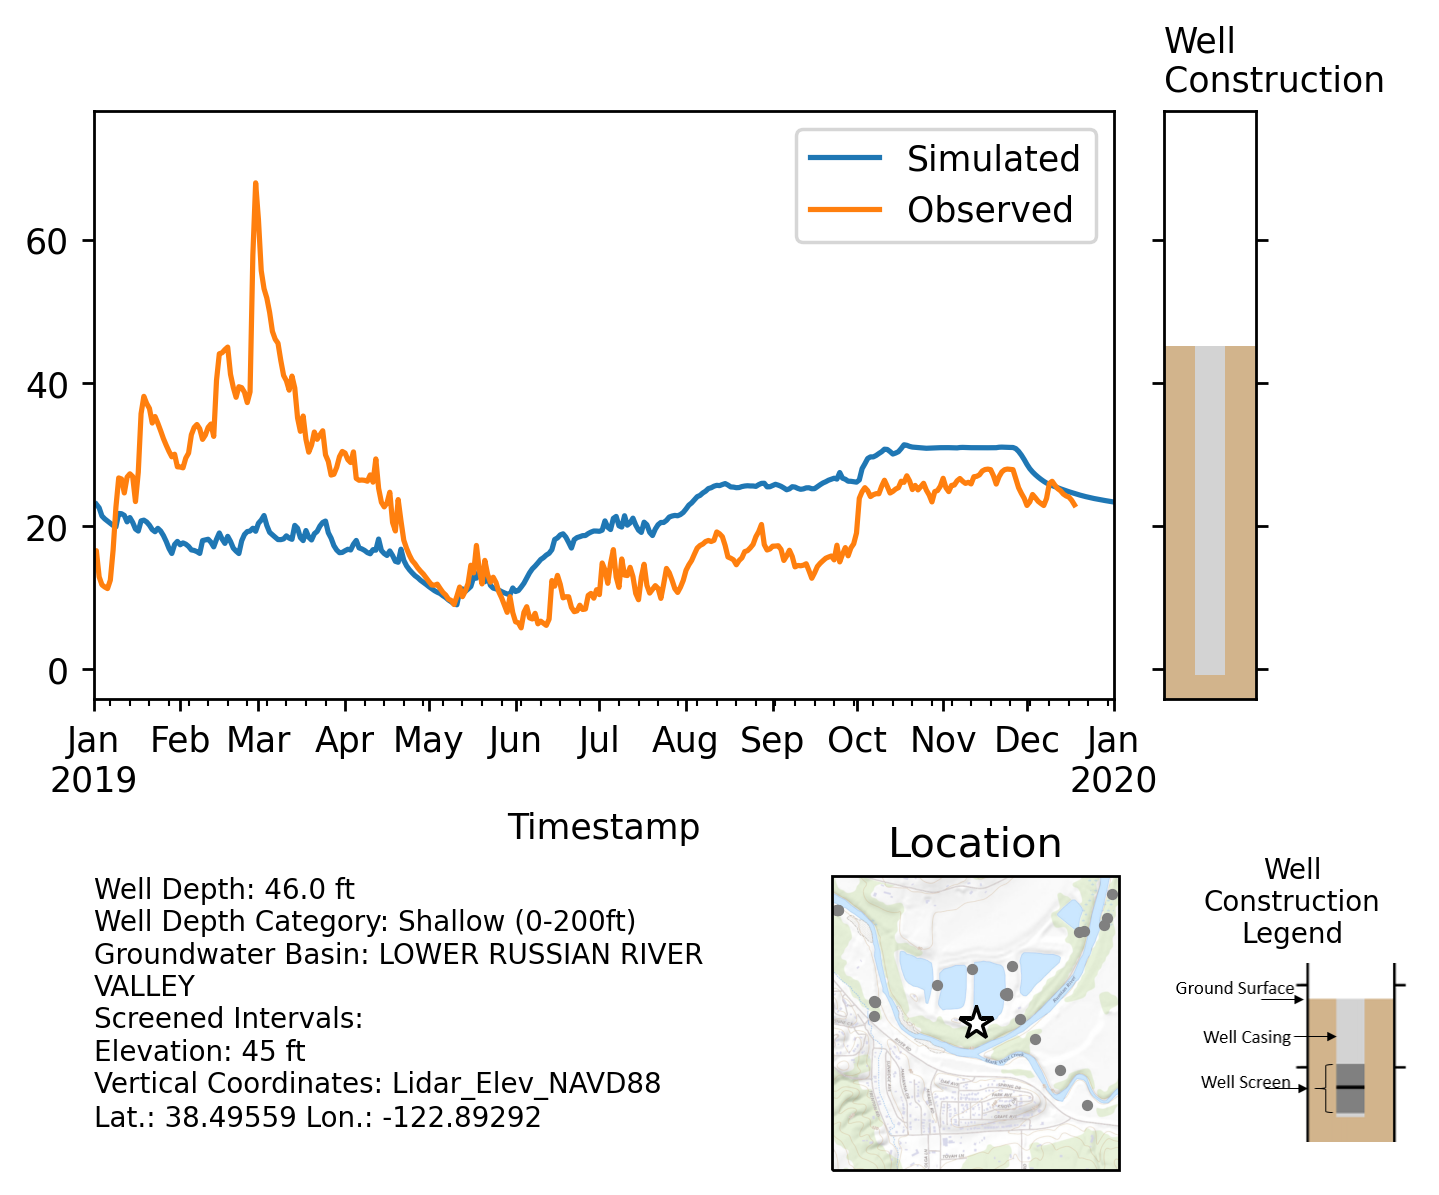 Well
Construction
Simulated
Observed
60
40
20
0
Jan Feb Mar Apr May Jun Jul Aug Sep Oct Nov Dec Jan
2019 2020
Timestamp
Well Depth: 46.0 ft
Well Depth Category: Shallow (0-200ft)
Groundwater Basin: LOWER RUSSIAN RIVER
VALLEY
Screened Intervals:
Elevation: 45 ft
Vertical Coordinates: Lidar_Elev_NAVD88
Lat.: 38.49559 Lon.: -122.89292
Location
Well
Construction
Legend
Ground Surface
Well Casing
Well Screen